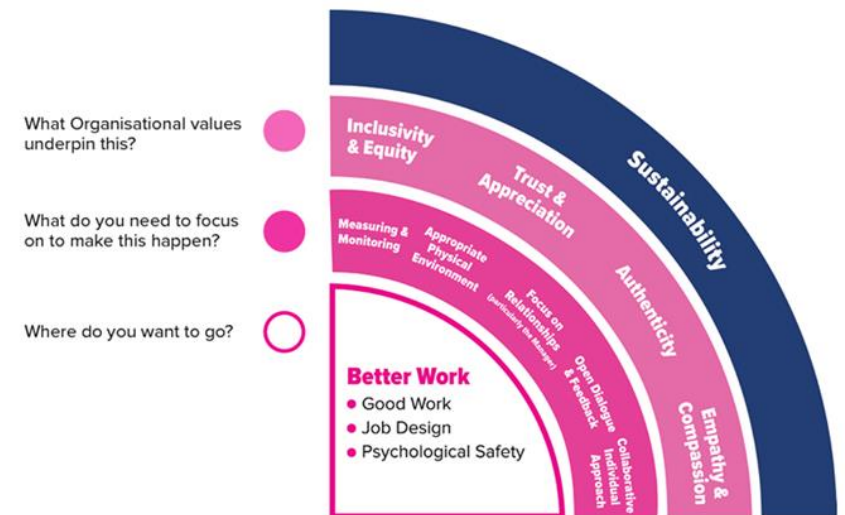 What Organisational values
underpin this?
What do you need to focus
on to make this happen?
Where do you want to go?
Sustainability
Inclusivity
& Equity
Trust &
Appreciation
Authenticity
Empathy &
Compassion
Measuring &
Monitoring
Appropriate
Physical
Environment
Focus on
Relationships
(particularly the Manager)
Open Dialogue
& Feedback
Collaborative
Individual
Approach
Better Work
• Good Work
• Job Design
• Psychological Safety